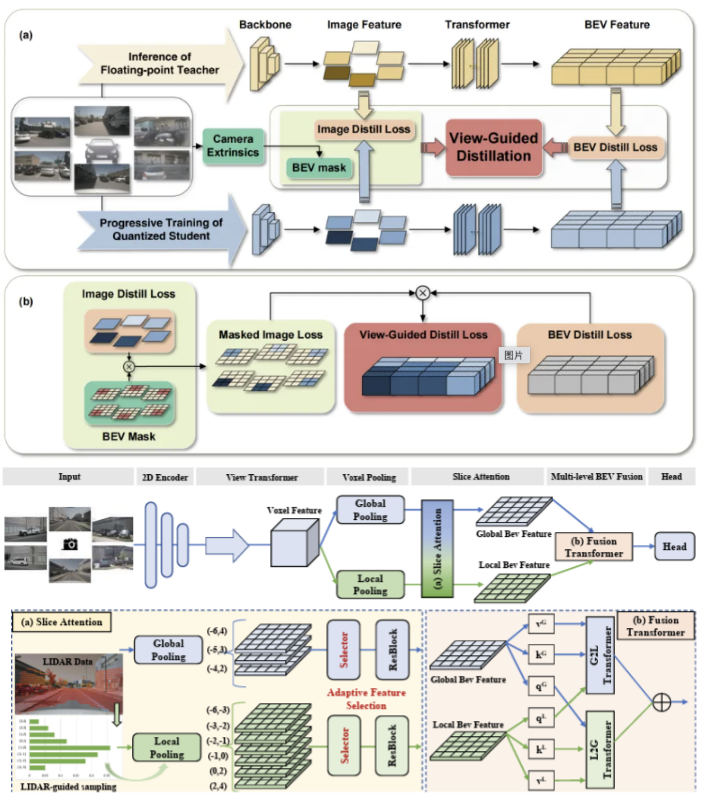 (a)
Backbone
Image Feature
Transformer
BEV Feature
Inference of
Floating-point Teacher
Camera
Extrinsics
Image Distill Loss
BEV mask
View-Guided
Distillation
BEV Distill Loss
Progressive Training of
Quantized Student
(b)
Image Distill Loss
BEV Mask
Masked Image Loss
View-Guided Distill Loss
图片
BEV Distill Loss
Input
2D Encoder
View Transformer
Voxel Pooling
Slice Attention
Multi-level BEV Fusion
Head
Voxel Feature
Global
Pooling
Local
Pooling
(a) Slice Attention
Global Bev Feature
Local Bev Feature
(b) Fusion
Transformer
Head
(a) Slice Attention
LIDAR Data
LIDAR-guided sampling
Global
Pooling
(-6,4)
(-5,3)
(-4,2)
Selector
ResBlock
Adaptive Feature
Selection
Local
Pooling
(-6,-3)
(-3,-2)
(-2,-1)
(-1,0)
(0,2)
(2,4)
Selector
ResBlock
(b) Fusion
Transformer
Global Bev Feature
Local Bev Feature
vᴳ
kᴳ
qᴳ
qᴸ
kᴸ
vᴸ
G2L
Transformer
L2G
Transformer